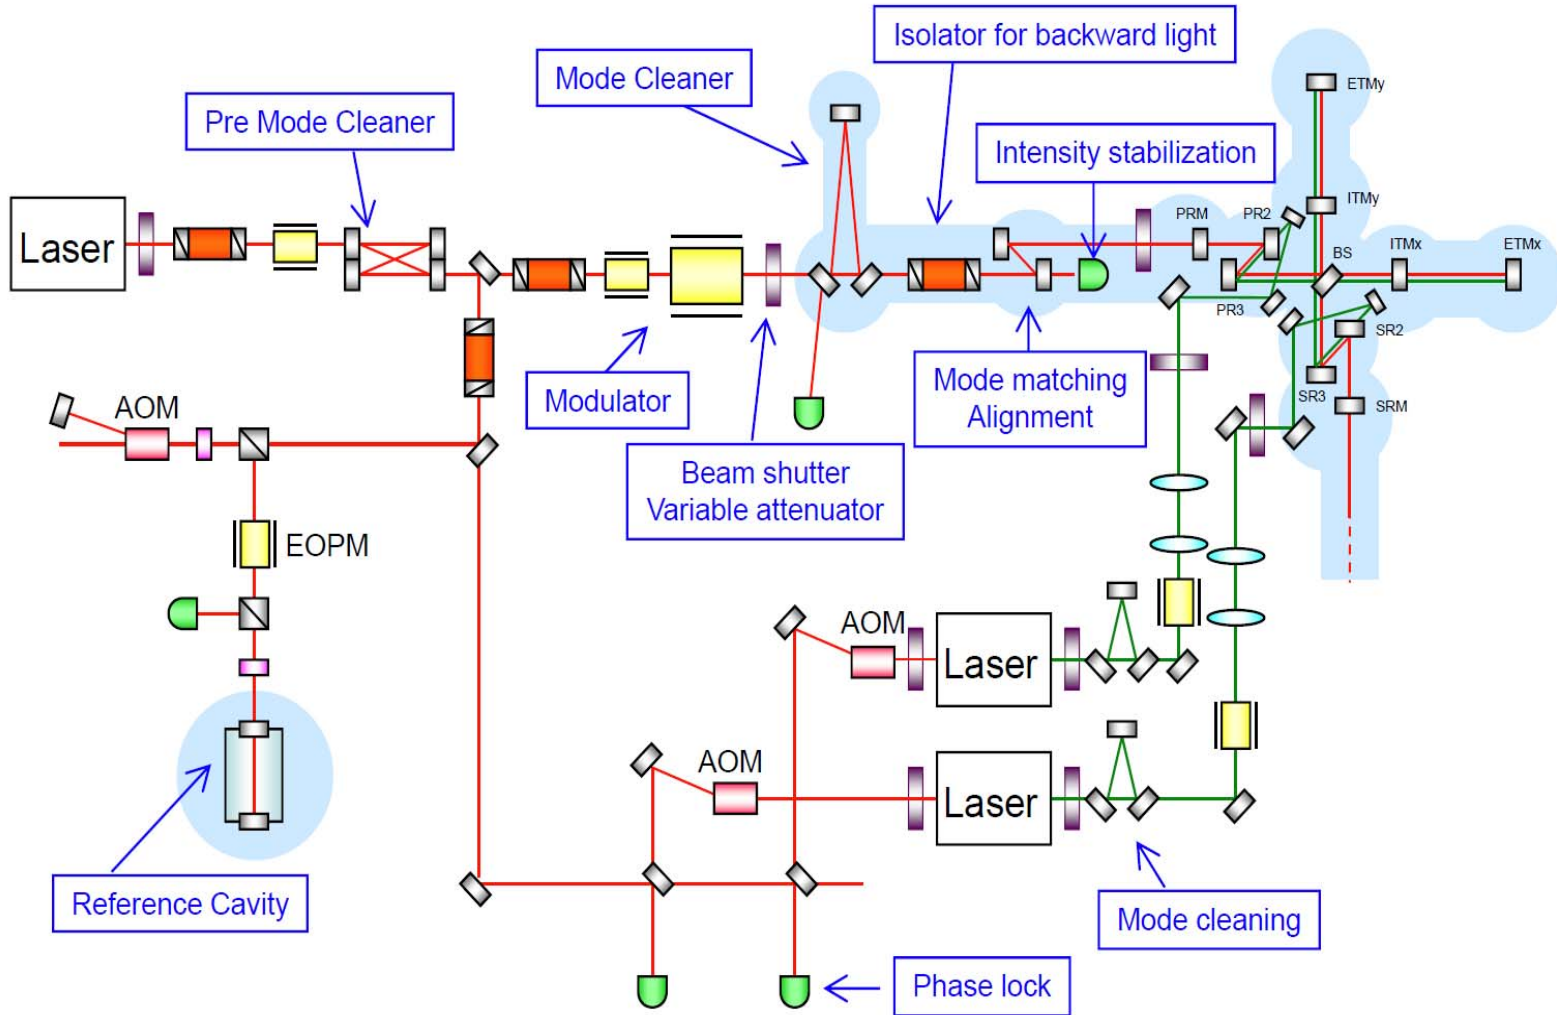 Isolator for backward light
Mode Cleaner
ETMy
Pre Mode Cleaner
Intensity stabilization
Laser
ITMy
PRM
PR2
BS
ITMx
ETMx
PR3
SR2
SR3
SRM
Modulator
Mode matching
Alignment
AOM
Beam shutter
Variable attenuator
EOPM
AOM
Laser
AOM
Laser
Reference Cavity
Mode cleaning
Phase lock